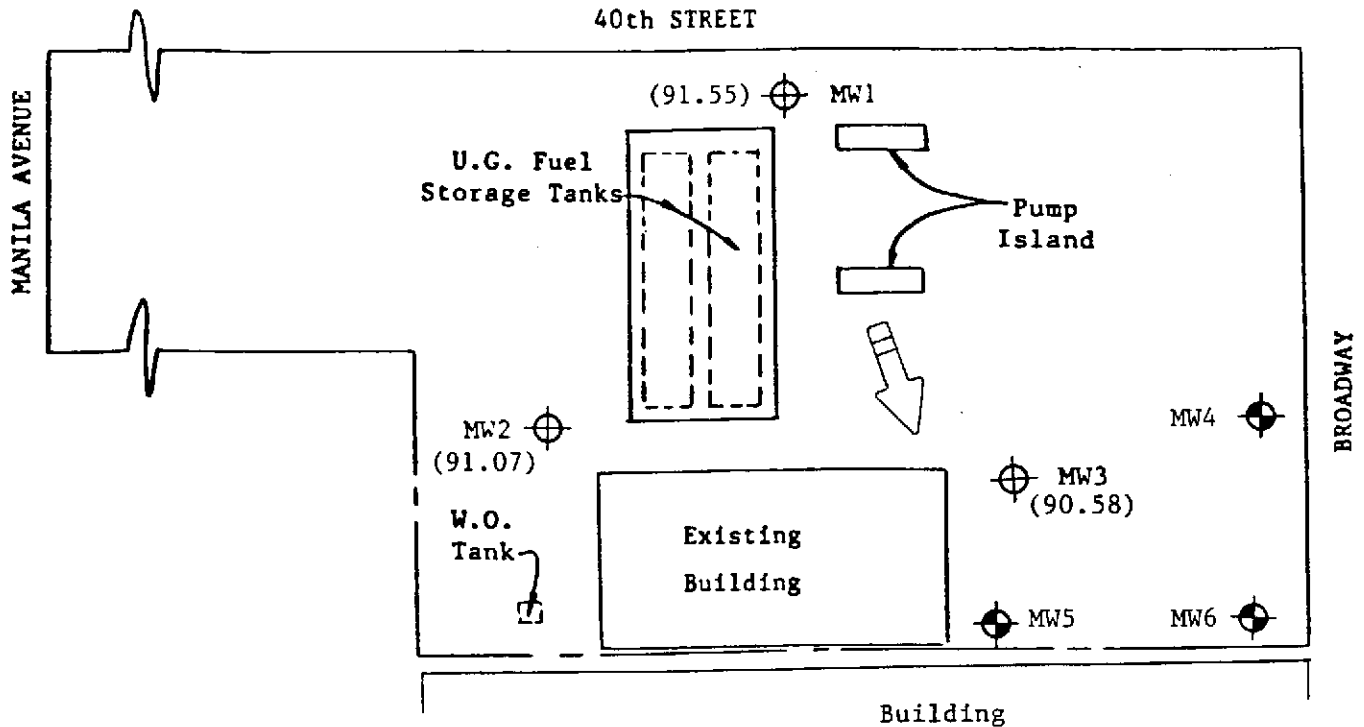 40th STREET
MANILA AVENUE
(91.55)
MW1
U.G. Fuel
Storage Tanks
Pump
Island
BROADWAY
MW4
MW2
(91.07)
MW3
(90.58)
W.O.
Tank
Existing
Building
MW5
MW6
Building